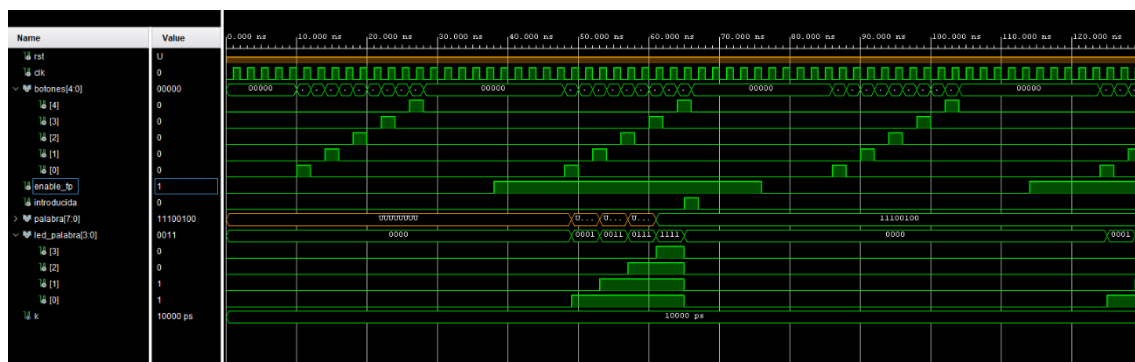 Name Value 0.000 ns 10.000 ns 20.000 ns 30.000 ns 40.000 ns 50.000 ns 60.000 ns 70.000 ns 80.000 ns 90.000 ns 100.000 ns 110.000 ns 120.000 ns
rst U
clk 0
botones[4:0] 00000 00000 00000 00000 00000
[4] 0
[3] 0
[2] 0
[1] 0
[0] 0
enable_fp 1
introducida 0
palabra[7:0] 11100100 UUUUUUUU U... U... U... 11100100
led_palabra[3:0] 0011 0000 0001 0011 0111 1111 0000 0001
[3] 0
[2] 0
[1] 1
[0] 1
k 10000 ps 10000 ps